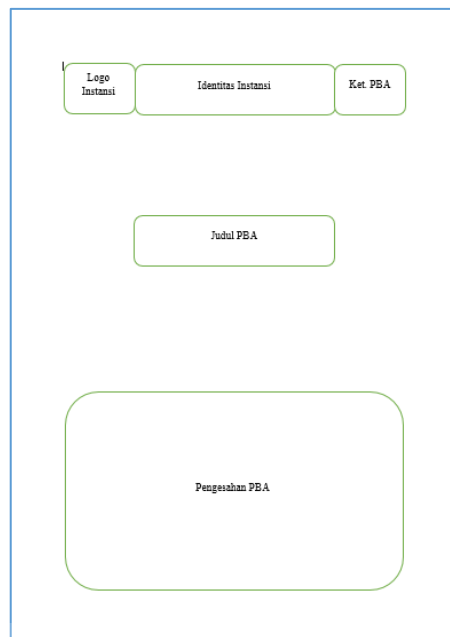 Logo
Instansi
Identitas Instansi
Ket. PBA
Judul PBA
Pengesahan PBA